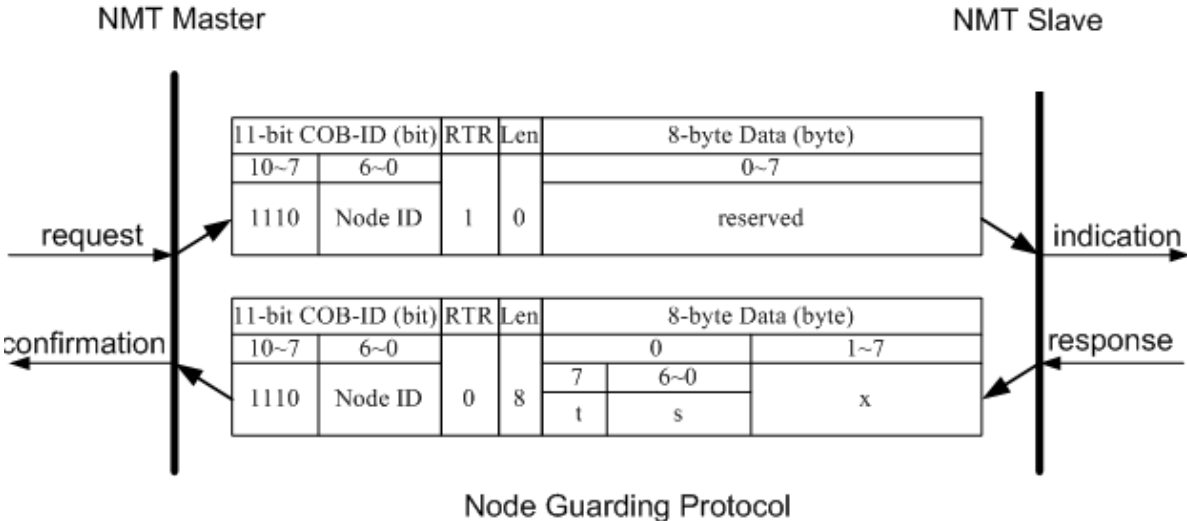 NMT Master NMT Slave
11-bit COB-ID (bit) RTR Len 8-byte Data (byte)
10~7 6~0 0~7
1110 Node ID 1 0 reserved
request indication
11-bit COB-ID (bit) RTR Len 8-byte Data (byte)
confirmation response
10~7 6~0 0 1~7
7 6~0
1110 Node ID 0 8 x
t s
Node Guarding Protocol